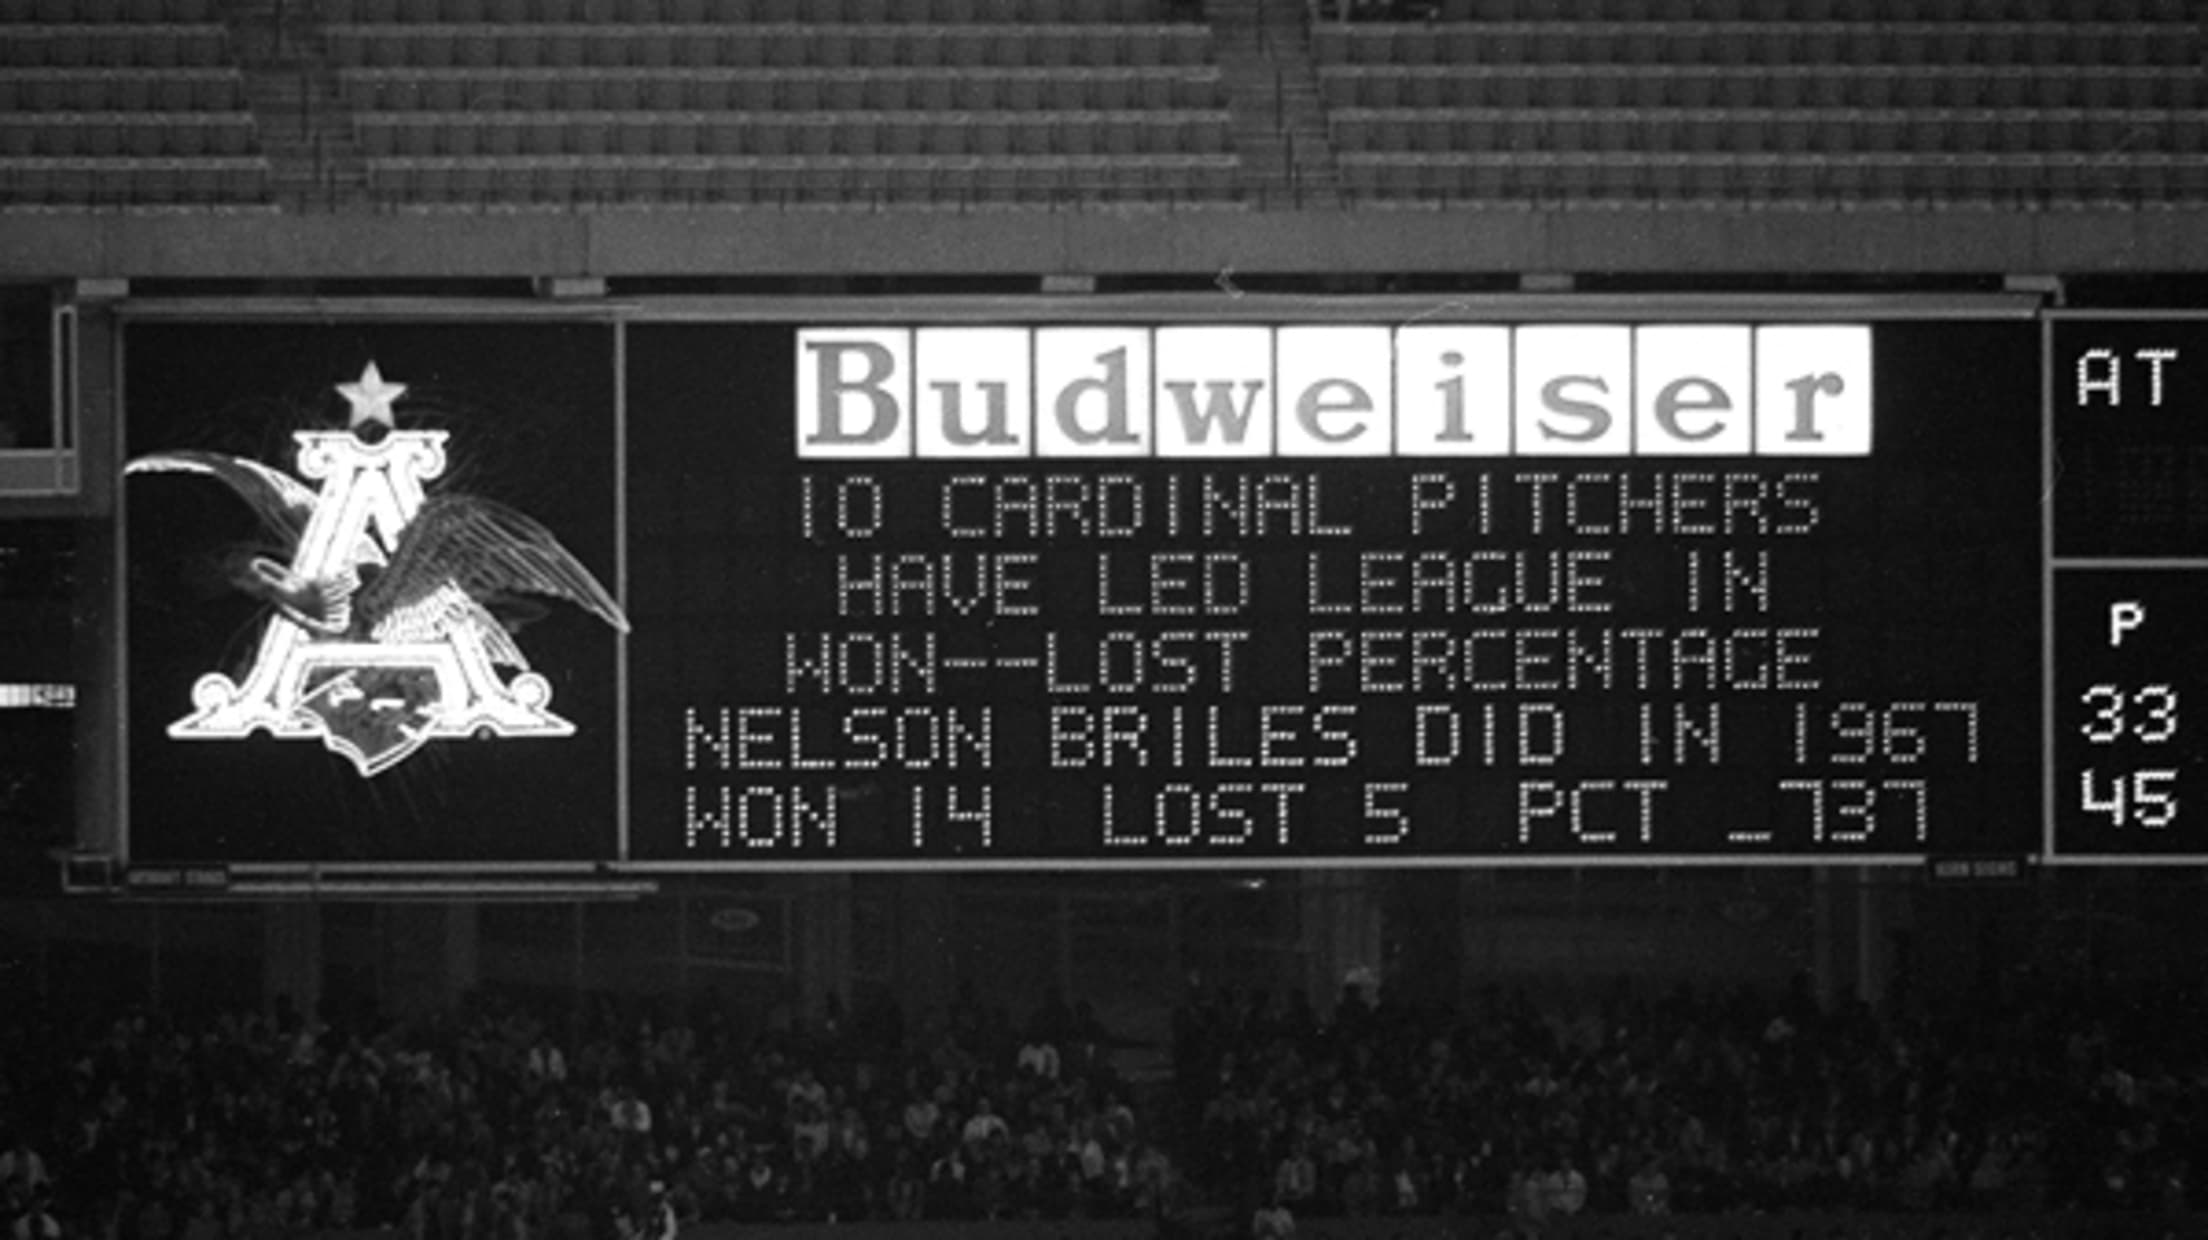 Budweiser
10 CARDINAL PITCHERS
HAVE LED LEAGUE IN
WON--LOST PERCENTAGE
NELSON BRILES DID IN 1967
WON 14 LOST 5 PCT _737
AT
P
33
45